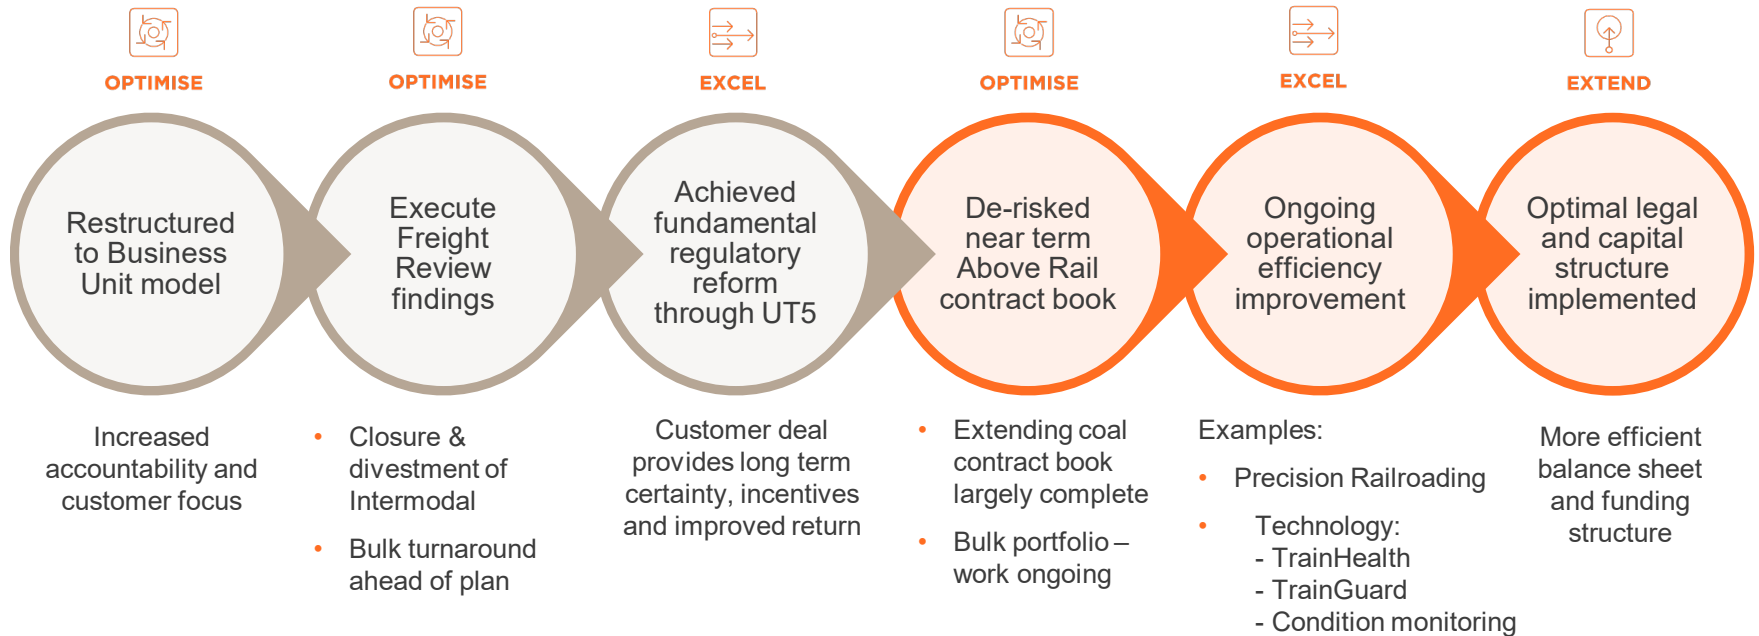 OPTIMISE
Restructured
to Business
Unit model
Increased
accountability and
customer focus
OPTIMISE
Execute
Freight
Review
findings
• Closure &
divestment of
Intermodal
• Bulk turnaround
ahead of plan
EXCEL
Achieved
fundamental
regulatory
reform
through UT5
Customer deal
provides long term
certainty, incentives
and improved return
OPTIMISE
De-risked
near term
Above Rail
contract book
• Extending coal
contract book
largely complete
• Bulk portfolio –
work ongoing
EXCEL
Ongoing
operational
efficiency
improvement
Examples:
• Precision Railroading
• Technology:
- TrainHealth
- TrainGuard
- Condition monitoring
EXTEND
Optimal legal
and capital
structure
implemented
More efficient
balance sheet
and funding
structure